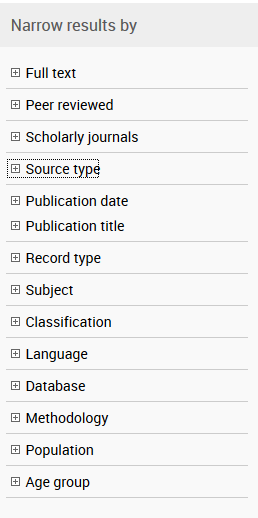 Narrow results by
Full text
Peer reviewed
Scholarly journals
Source type
Publication date
Publication title
Record type
Subject
Classification
Language
Database
Methodology
Population
Age group